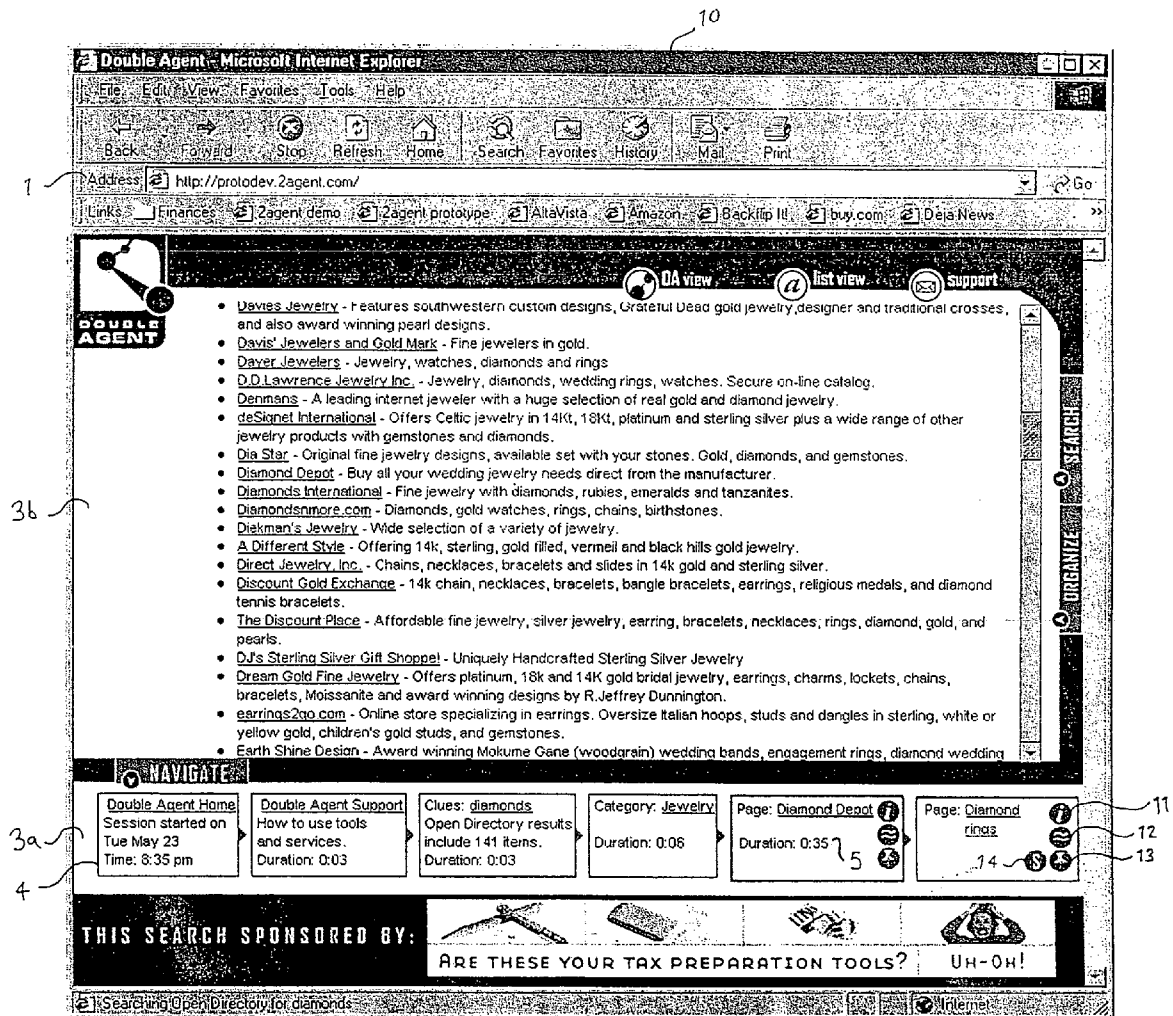 10
Double Agent - Microsoft Internet Explorer
File Edit View Favorites Tools Help
Back Forward Stop Refresh Home Search Favorites History Mail Print
1
Address http://protodev.2agent.com/ Go
Links Finances 2agent demo 2agent prototype AltaVista Amazon Backflip It! buy.com Deja News »
DOUBLE AGENT
DA view list view support
Davies Jewelry - Features southwestern custom designs, Grateful Dead gold jewelry,designer and traditional crosses,
and also award winning pearl designs.
Davis' Jewelers and Gold Mark - Fine jewelers in gold.
Daver Jewelers - Jewelry, watches, diamonds and rings
D.D.Lawrence Jewelry Inc. - Jewelry, diamonds, wedding rings, watches. Secure on-line catalog.
Denmans - A leading internet jeweler with a huge selection of real gold and diamond jewelry.
deSignet International - Offers Celtic jewelry in 14Kt, 18Kt, platinum and sterling silver plus a wide range of other
jewelry products with gemstones and diamonds.
Dia Star - Original fine jewelry designs, available set with your stones. Gold, diamonds, and gemstones.
Diamond Depot - Buy all your wedding jewelry needs direct from the manufacturer.
Diamonds International - Fine jewelry with diamonds, rubies, emeralds and tanzanites.
Diamondsnmore.com - Diamonds, gold watches, rings, chains, birthstones.
Diekman's Jewelry - Wide selection of a variety of jewelry.
A Different Style - Offering 14k, sterling, gold filled, vermeil and black hills gold jewelry.
Direct Jewelry, Inc. - Chains, necklaces, bracelets and slides in 14k gold and sterling silver.
Discount Gold Exchange - 14k chain, necklaces, bracelets, bangle bracelets, earrings, religious medals, and diamond
tennis bracelets.
The Discount Place - Affordable fine jewelry, silver jewelry, earring, bracelets, necklaces, rings, diamond, gold, and
pearls.
DJ's Sterling Silver Gift Shoppe! - Uniquely Handcrafted Sterling Silver Jewelry
Dream Gold Fine Jewelry - Offers platinum, 18k and 14K gold bridal jewelry, earrings, charms, lockets, chains,
bracelets, Moissanite and award winning designs by R.Jeffrey Dunnington.
earrings2go.com - Online store specializing in earrings. Oversize Italian hoops, studs and dangles in sterling, white or
yellow gold, children's gold studs, and gemstones.
Earth Shine Design - Award winning Mokume Gane (woodgrain) wedding bands, engagement rings, diamond wedding
SEARCH
ORGANIZE
3b
NAVIGATE
3a
4
Double Agent Home
Session started on
Tue May 23
Time: 8:35 pm
Double Agent Support
How to use tools
and services.
Duration: 0:03
Clues: diamonds
Open Directory results
include 141 items.
Duration: 0:03
Category: Jewelry
Duration: 0:06
Page: Diamond Depot
Duration: 0:35
5
Page: Diamond
rings
14
11
12
13
THIS SEARCH SPONSORED BY:
ARE THESE YOUR TAX PREPARATION TOOLS? UH-OH!
Searching Open Directory for diamonds Internet